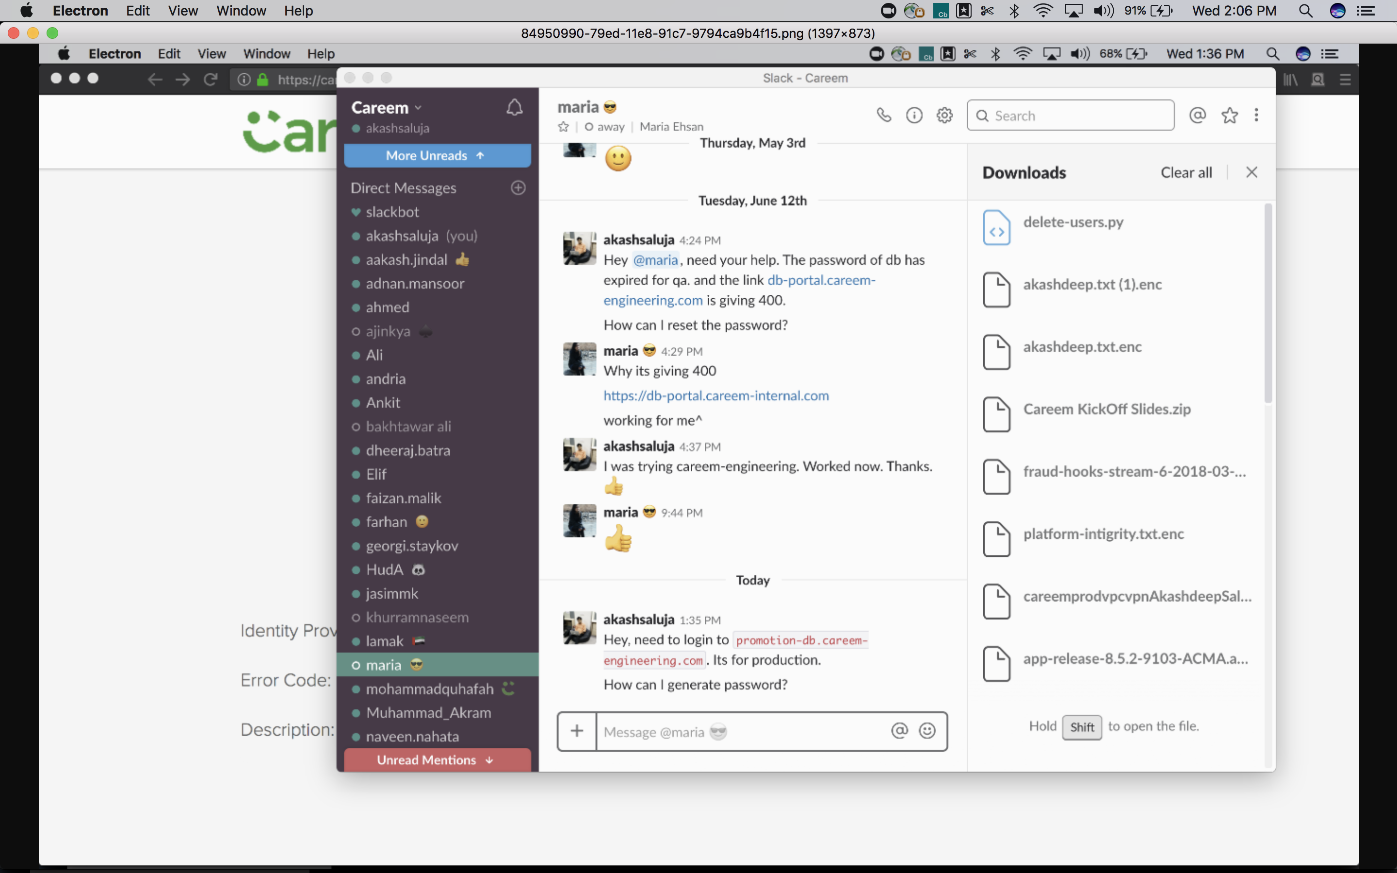 Electron Edit View Window Help
91% Wed 2:06 PM
84950990-79ed-11e8-91c7-9794ca9b4f15.png (1397×873)
Electron Edit View Window Help
68% Wed 1:36 PM
https://ca
Slack - Careem
Car
Careem
akashsaluja
More Unreads ↑
Direct Messages
slackbot
akashsaluja (you)
aakash.jindal 👍
adnan.mansoor
ahmed
ajinkya
Ali
andria
Ankit
bakhtawar ali
dheeraj.batra
Elif
faizan.malik
farhan
georgi.staykov
HudA 🐼
jasimmk
khurramnaseem
lamak
maria 😎
mohammadquhafah
Muhammad_Akram
naveen.nahata
Unread Mentions ↓
maria 😎
away | Maria Ehsan
Search
Thursday, May 3rd
🙂
Tuesday, June 12th
akashsaluja 4:24 PM
Hey @maria, need your help. The password of db has
expired for qa. and the link db-portal.careem-
engineering.com is giving 400.
How can I reset the password?
maria 😎 4:29 PM
Why its giving 400
https://db-portal.careem-internal.com
working for me^
akashsaluja 4:37 PM
I was trying careem-engineering. Worked now. Thanks.
👍
maria 😎 9:44 PM
👍
Today
akashsaluja 1:35 PM
Hey, need to login to promotion-db.careem-
engineering.com. Its for production.
How can I generate password?
Message @maria 😎
Downloads Clear all
delete-users.py
akashdeep.txt (1).enc
akashdeep.txt.enc
Careem KickOff Slides.zip
fraud-hooks-stream-6-2018-03-...
platform-intigrity.txt.enc
careemprodvpcvpnAkashdeepSal...
app-release-8.5.2-9103-ACMA.a...
Hold Shift to open the file.
Identity Prov
Error Code:
Description: